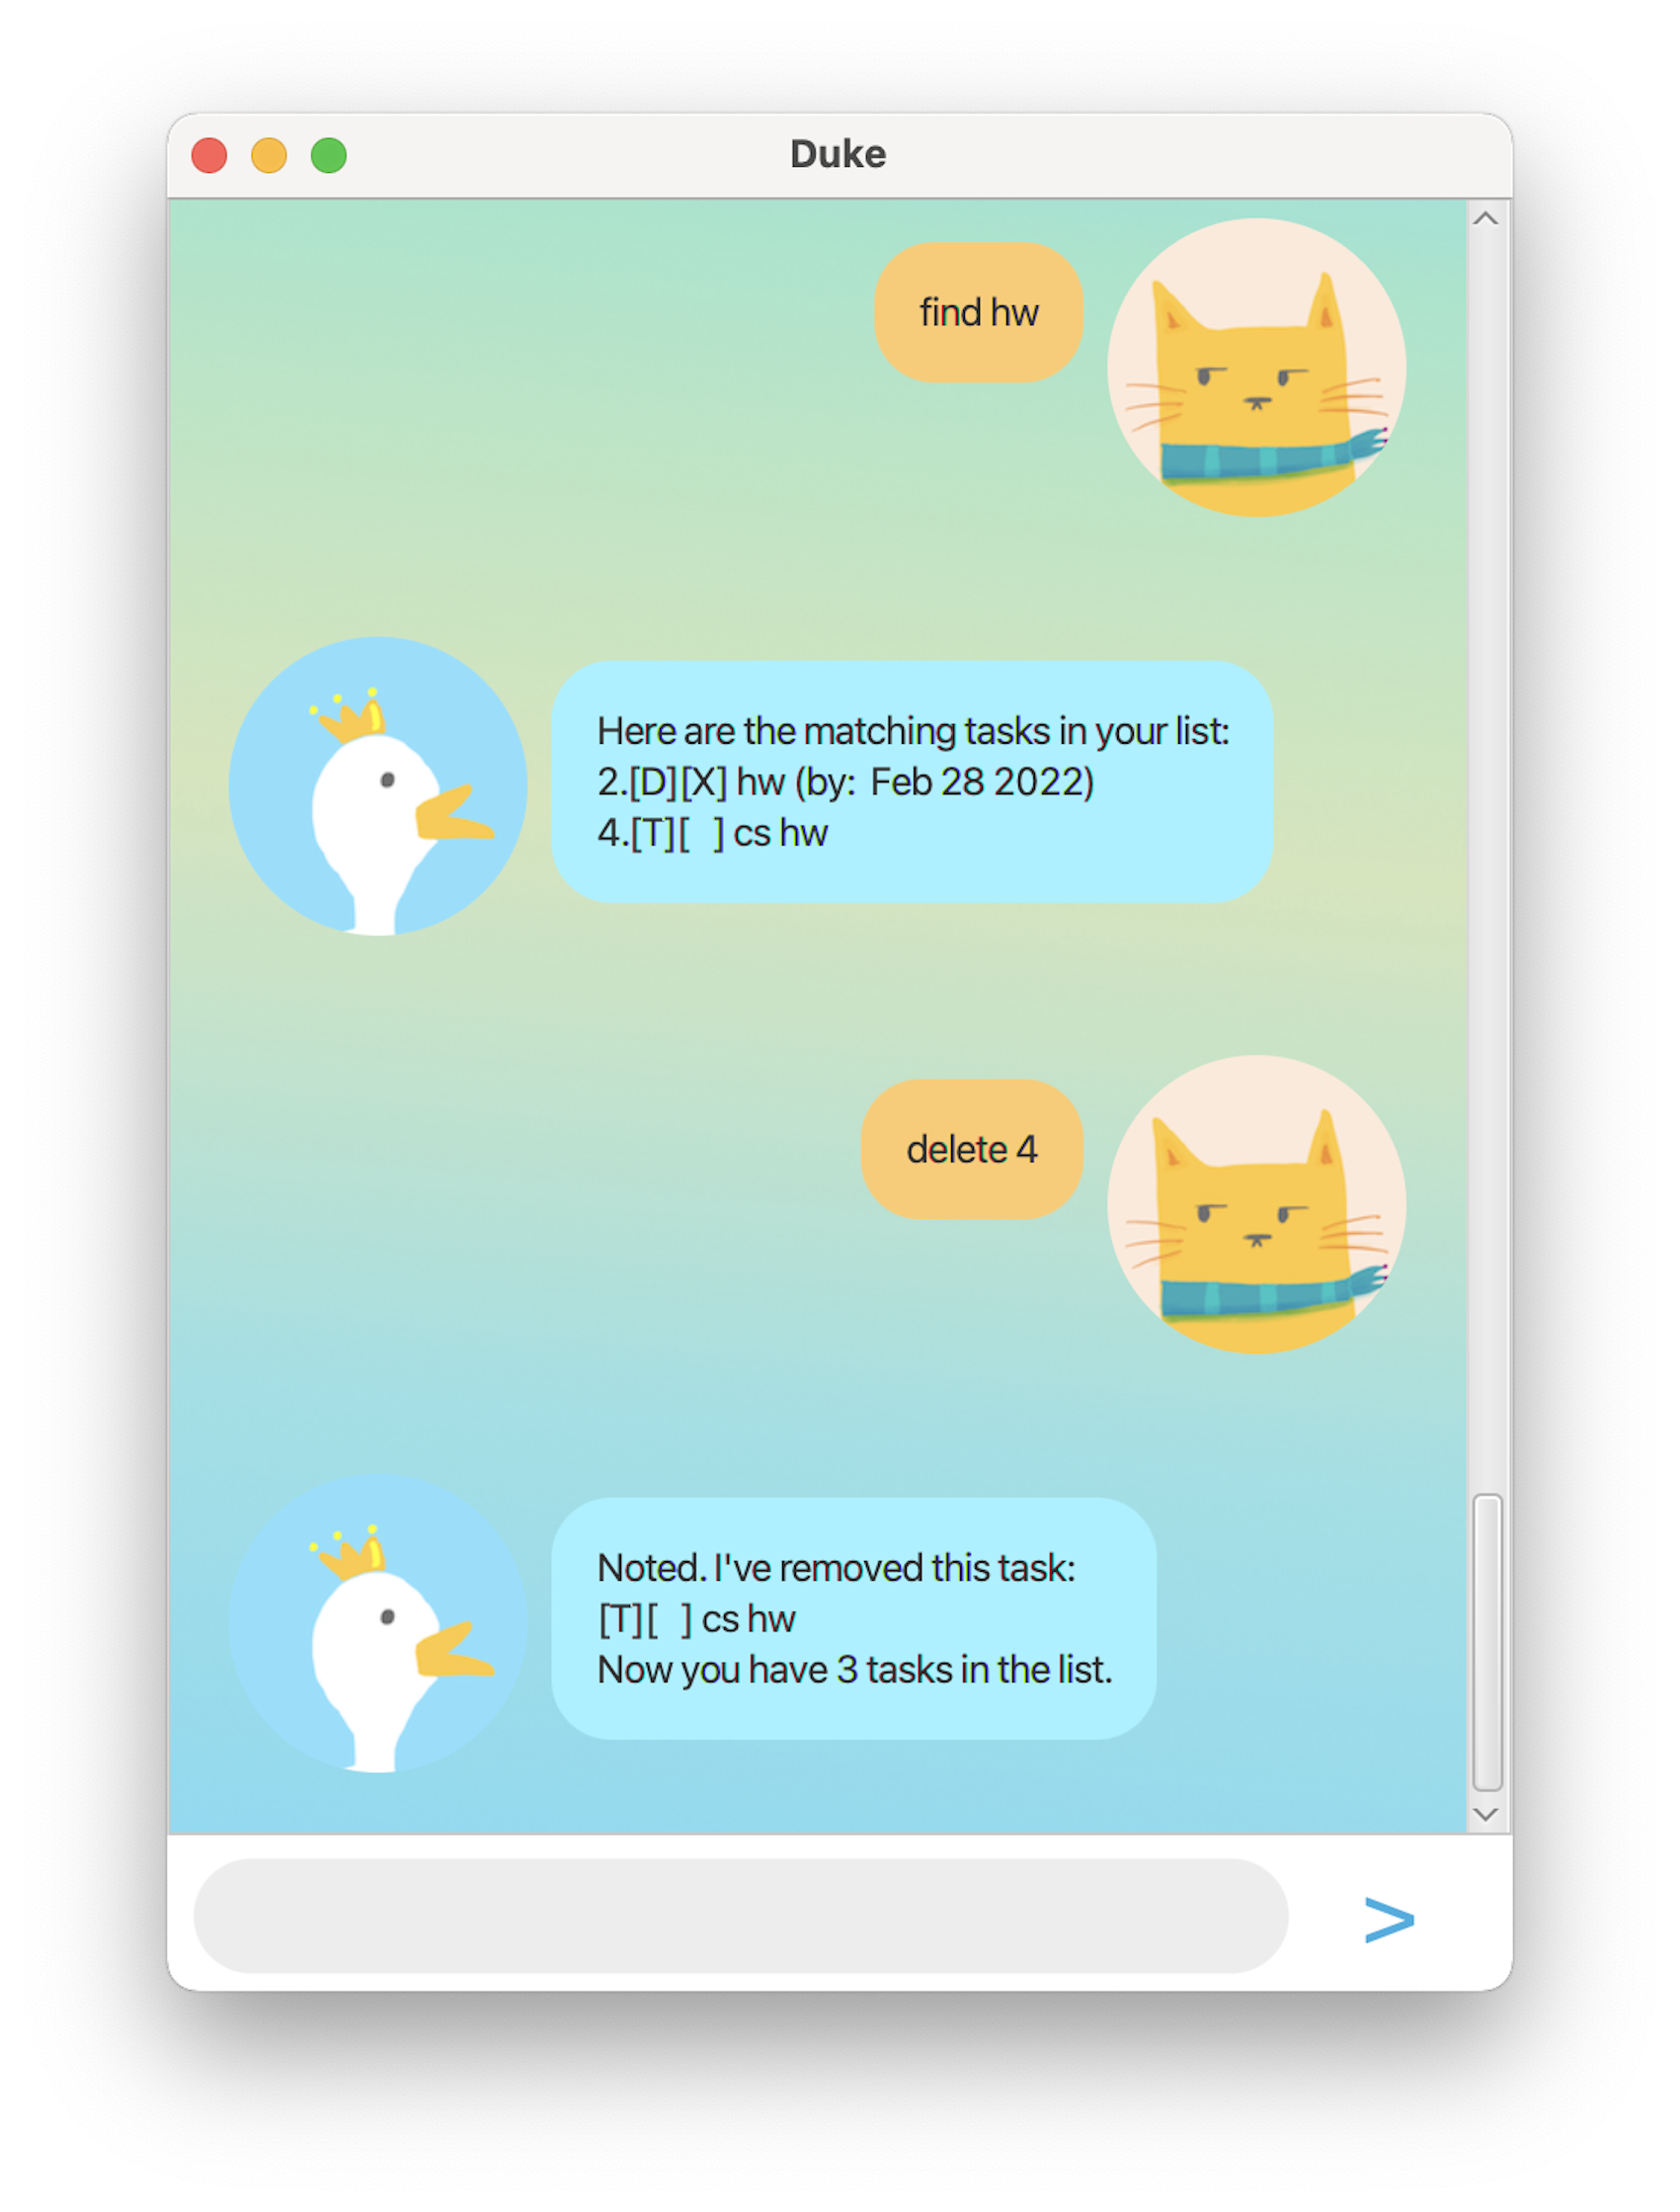 Duke
find hw
Here are the matching tasks in your list:
2.[D][X] hw (by:  Feb 28 2022)
4.[T][  ] cs hw
delete 4
Noted. I've removed this task:
[T][  ] cs hw
Now you have 3 tasks in the list.
>